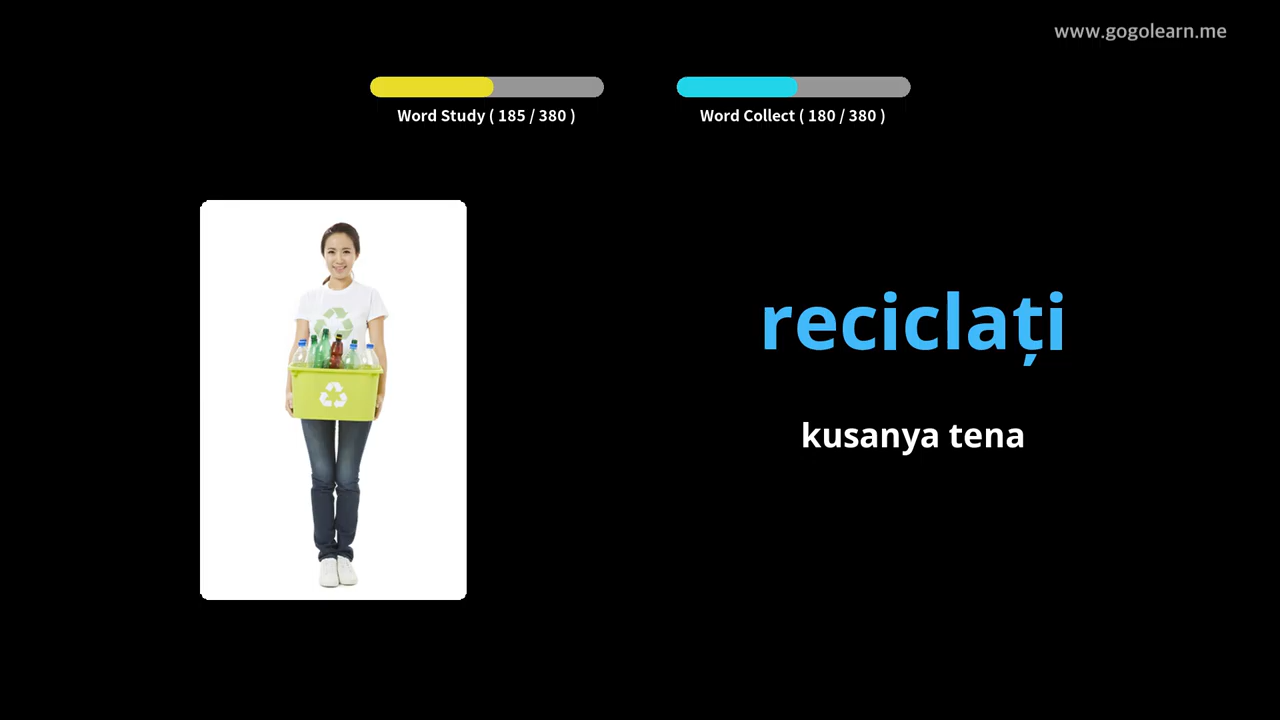 www.gogolearn.me
Word Study ( 185 / 380 )
Word Collect ( 180 / 380 )
reciclați
kusanya tena